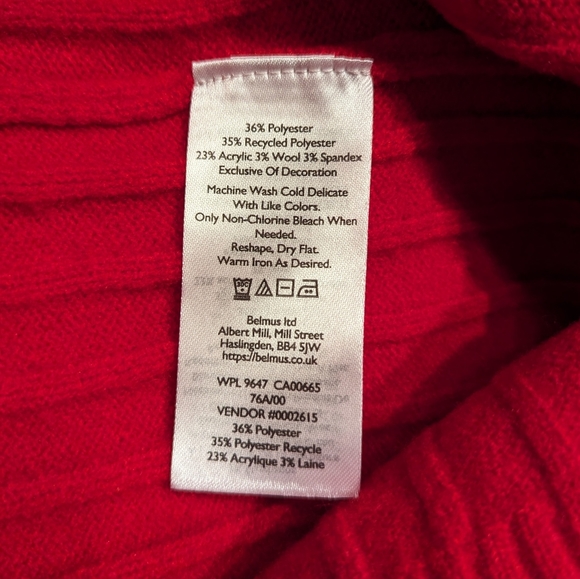 36% Polyester
35% Recycled Polyester
23% Acrylic 3% Wool 3% Spandex
Exclusive Of Decoration
Machine Wash Cold Delicate
With Like Colors.
Only Non-Chlorine Bleach When
Needed.
Reshape, Dry Flat.
Warm Iron As Desired.
Belmus ltd
Albert Mill, Mill Street
Haslingden, BB4 5JW
https://belmus.co.uk
WPL 9647 CA00665
76A/00
VENDOR #0002615
36% Polyester
35% Polyester Recycle
23% Acrylique 3% Laine